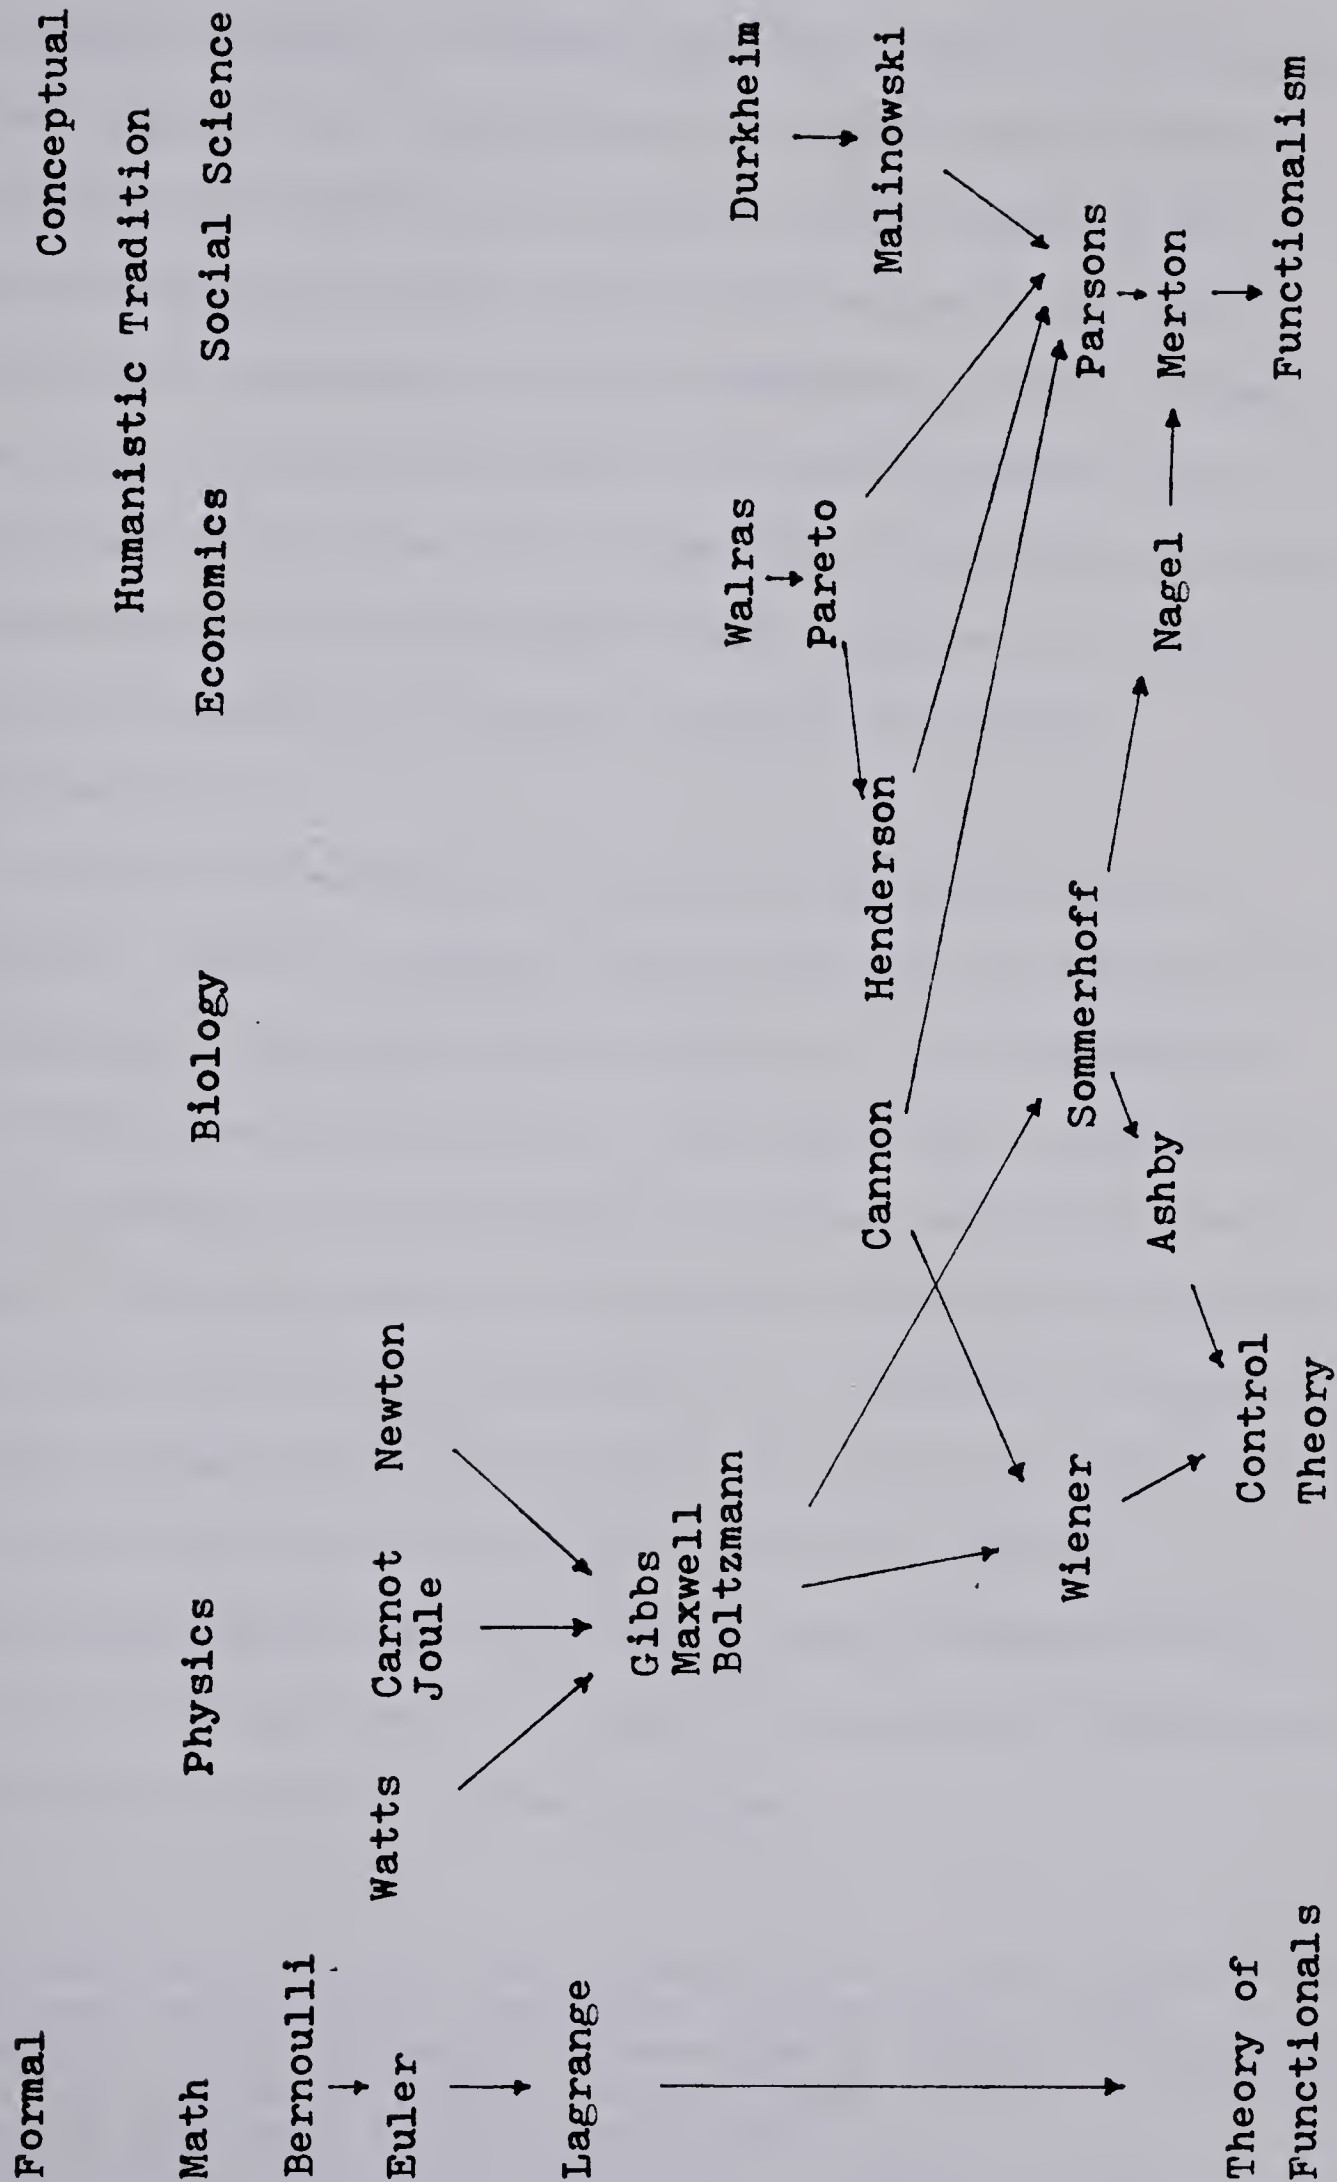 Formal
Conceptual
Humanistic Tradition
Math
Physics
Biology
Economics
Social Science
Bernoulli
Euler
Watts
Carnot
Joule
Newton
Lagrange
Gibbs
Maxwell
Boltzmann
Walras
Pareto
Durkheim
Malinowski
Cannon
Henderson
Wiener
Sommerhoff
Parsons
Ashby
Nagel
Merton
Theory of
Functionals
Control
Theory
Functionalism